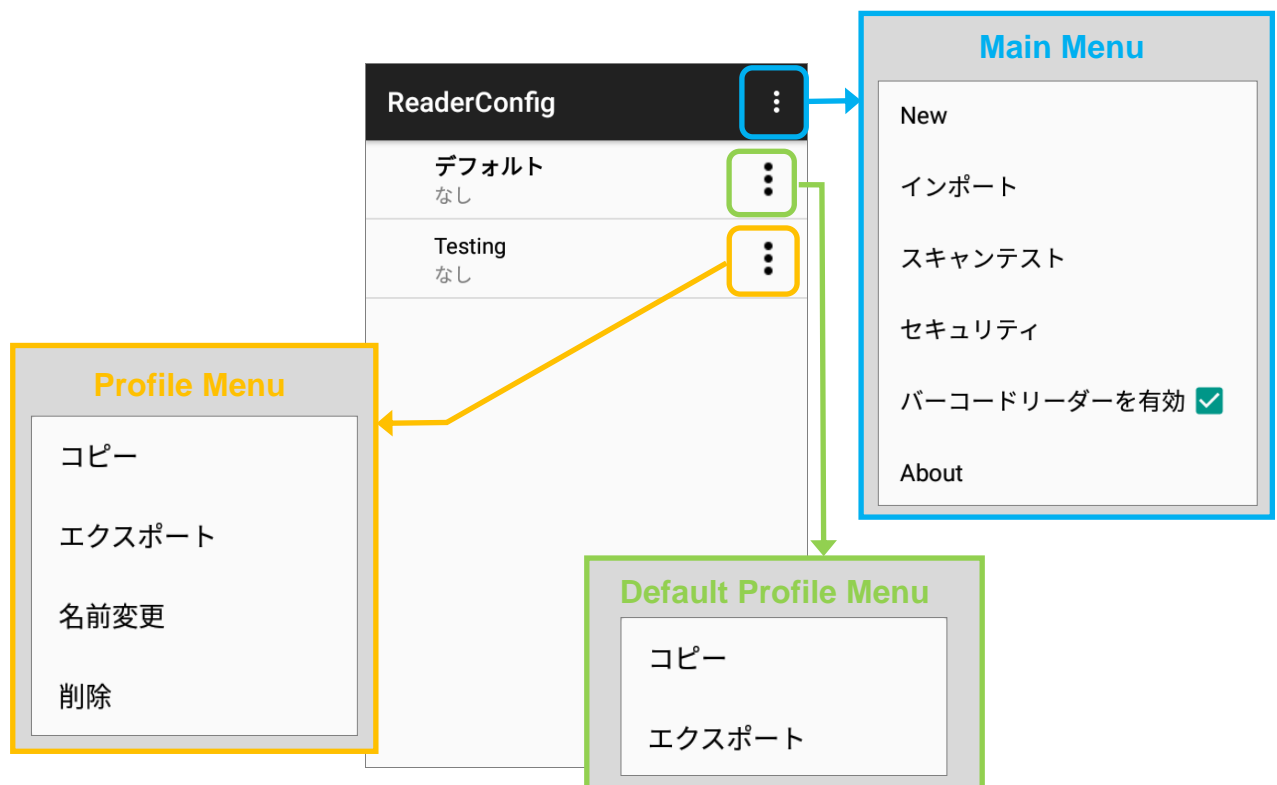 Main Menu
New
インポート
スキャンテスト
セキュリティ
バーコードリーダーを有効
About
ReaderConfig
デフォルト
なし
Testing
なし
Profile Menu
コピー
エクスポート
名前変更
削除
Default Profile Menu
コピー
エクスポート